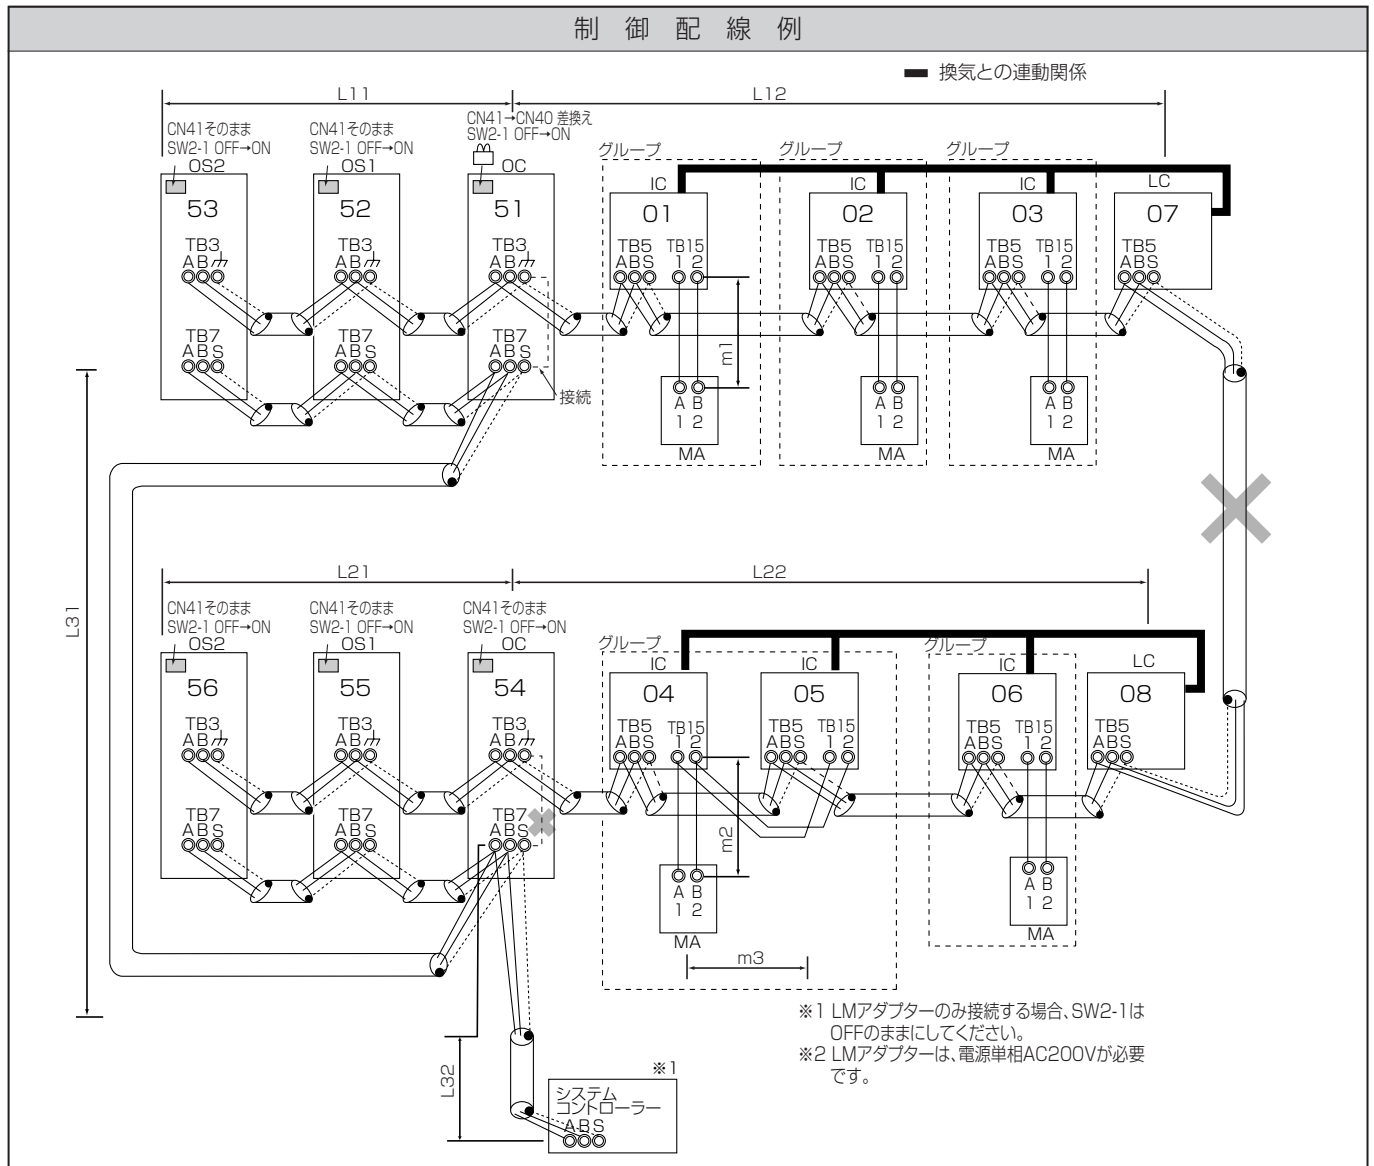 制御配線例
換気との連動関係
L11
L12
CN41そのまま
SW2-1 OFF→ON
OS2
CN41そのまま
SW2-1 OFF→ON
OS1
CN41→CN40 差換え
SW2-1 OFF→ON
OC
グループ
グループ
グループ
IC
IC
IC
LC
53
52
51
01
02
03
07
TB3
AB
TB3
AB
TB3
AB
TB5
ABS
TB15
1 2
TB5
ABS
TB15
1 2
TB5
ABS
TB15
1 2
TB5
ABS
TB7
ABS
TB7
ABS
TB7
ABS
接続
m1
A B
1 2
MA
A B
1 2
MA
A B
1 2
MA
L31
L21
L22
CN41そのまま
SW2-1 OFF→ON
OS2
CN41そのまま
SW2-1 OFF→ON
OS1
CN41そのまま
SW2-1 OFF→ON
OC
グループ
グループ
IC
IC
IC
LC
56
55
54
04
05
06
08
TB3
AB
TB3
AB
TB3
AB
TB5
ABS
TB15
1 2
TB5
ABS
TB15
1 2
TB5
ABS
TB15
1 2
TB5
ABS
TB7
ABS
TB7
ABS
TB7
ABS
m2
A B
1 2
MA
A B
1 2
MA
m3
※1 LMアダプターのみ接続する場合、SW2-1は
OFFのままにしてください。
※2 LMアダプターは、電源単相AC200Vが必要
です。
L32
※1
システム
コントローラー
ABS